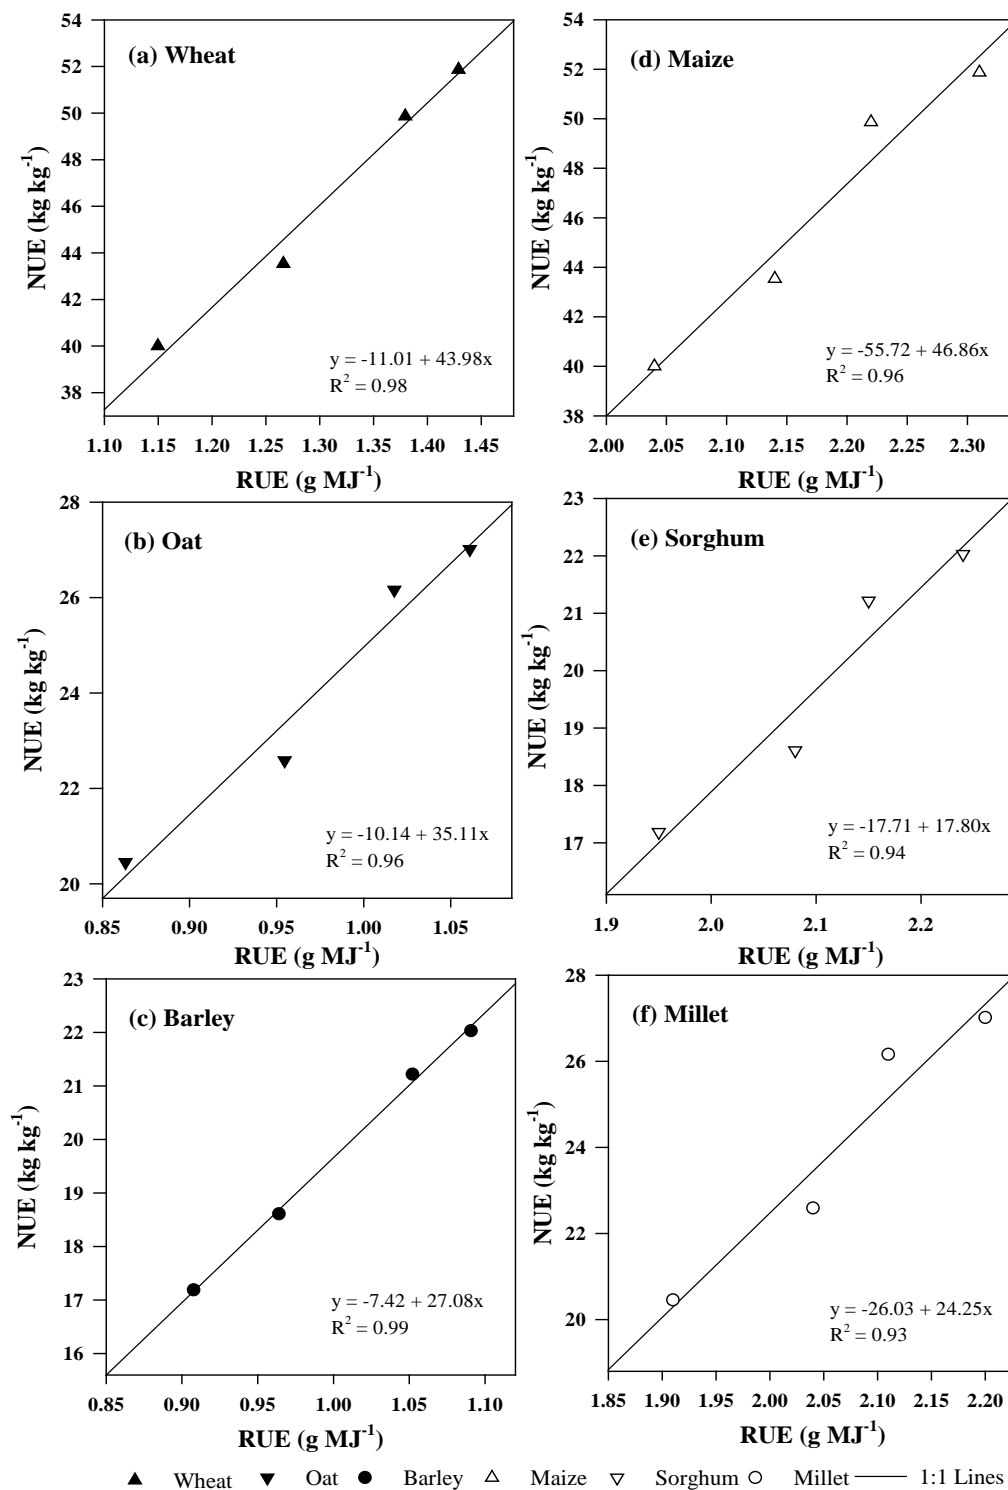 (a) Wheat
54
52
50
48
46
44
42
40
38
NUE (kg kg⁻¹)
y = -11.01 + 43.98x
R² = 0.98
1.10 1.15 1.20 1.25 1.30 1.35 1.40 1.45
RUE (g MJ⁻¹)
(d) Maize
54
52
50
48
46
44
42
40
38
NUE (kg kg⁻¹)
y = -55.72 + 46.86x
R² = 0.96
2.00 2.05 2.10 2.15 2.20 2.25 2.30
RUE (g MJ⁻¹)
(b) Oat
28
26
24
22
20
NUE (kg kg⁻¹)
y = -10.14 + 35.11x
R² = 0.96
0.85 0.90 0.95 1.00 1.05
RUE (g MJ⁻¹)
(e) Sorghum
23
22
21
20
19
18
17
NUE (kg kg⁻¹)
y = -17.71 + 17.80x
R² = 0.94
1.9 2.0 2.1 2.2
RUE (g MJ⁻¹)
(c) Barley
23
22
21
20
19
18
17
16
NUE (kg kg⁻¹)
y = -7.42 + 27.08x
R² = 0.99
0.85 0.90 0.95 1.00 1.05 1.10
RUE (g MJ⁻¹)
(f) Millet
28
26
24
22
20
NUE (kg kg⁻¹)
y = -26.03 + 24.25x
R² = 0.93
1.85 1.90 1.95 2.00 2.05 2.10 2.15 2.20
RUE (g MJ⁻¹)
Wheat Oat Barley Maize Sorghum Millet 1:1 Lines